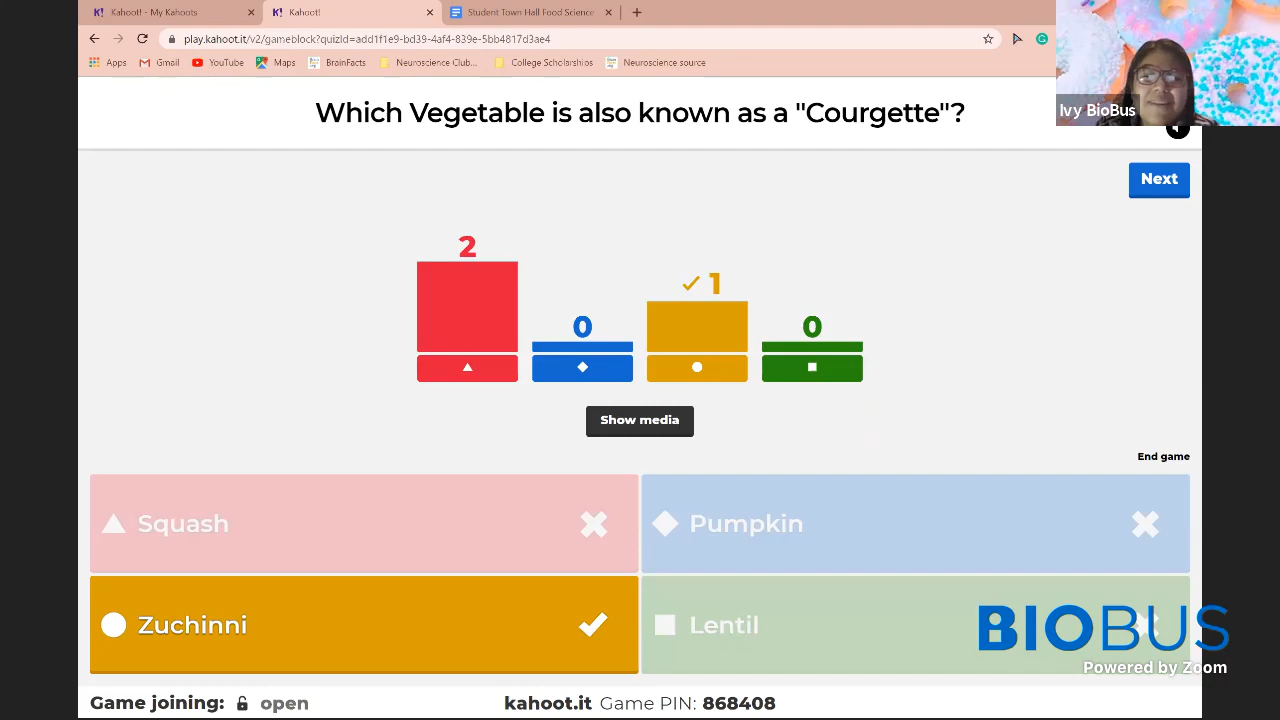 K! Kahoot! - My Kahoots
K! Kahoot!
Student Town Hall Food Science
play.kahoot.it/v2/gameblock?quizId=add1f1e9-bd39-4af4-839e-5bb4817d3ae4
Apps
Gmail
YouTube
Maps
BrainFacts
Neuroscience Club...
College Scholarships
Neuroscience source
Ivy BioBus
Which Vegetable is also known as a "Courgette"?
Next
2
0
1
0
Show media
End game
Squash
Pumpkin
Zuchinni
Lentil
BIOBUS
Powered by Zoom
Game joining: open
kahoot.it Game PIN: 868408